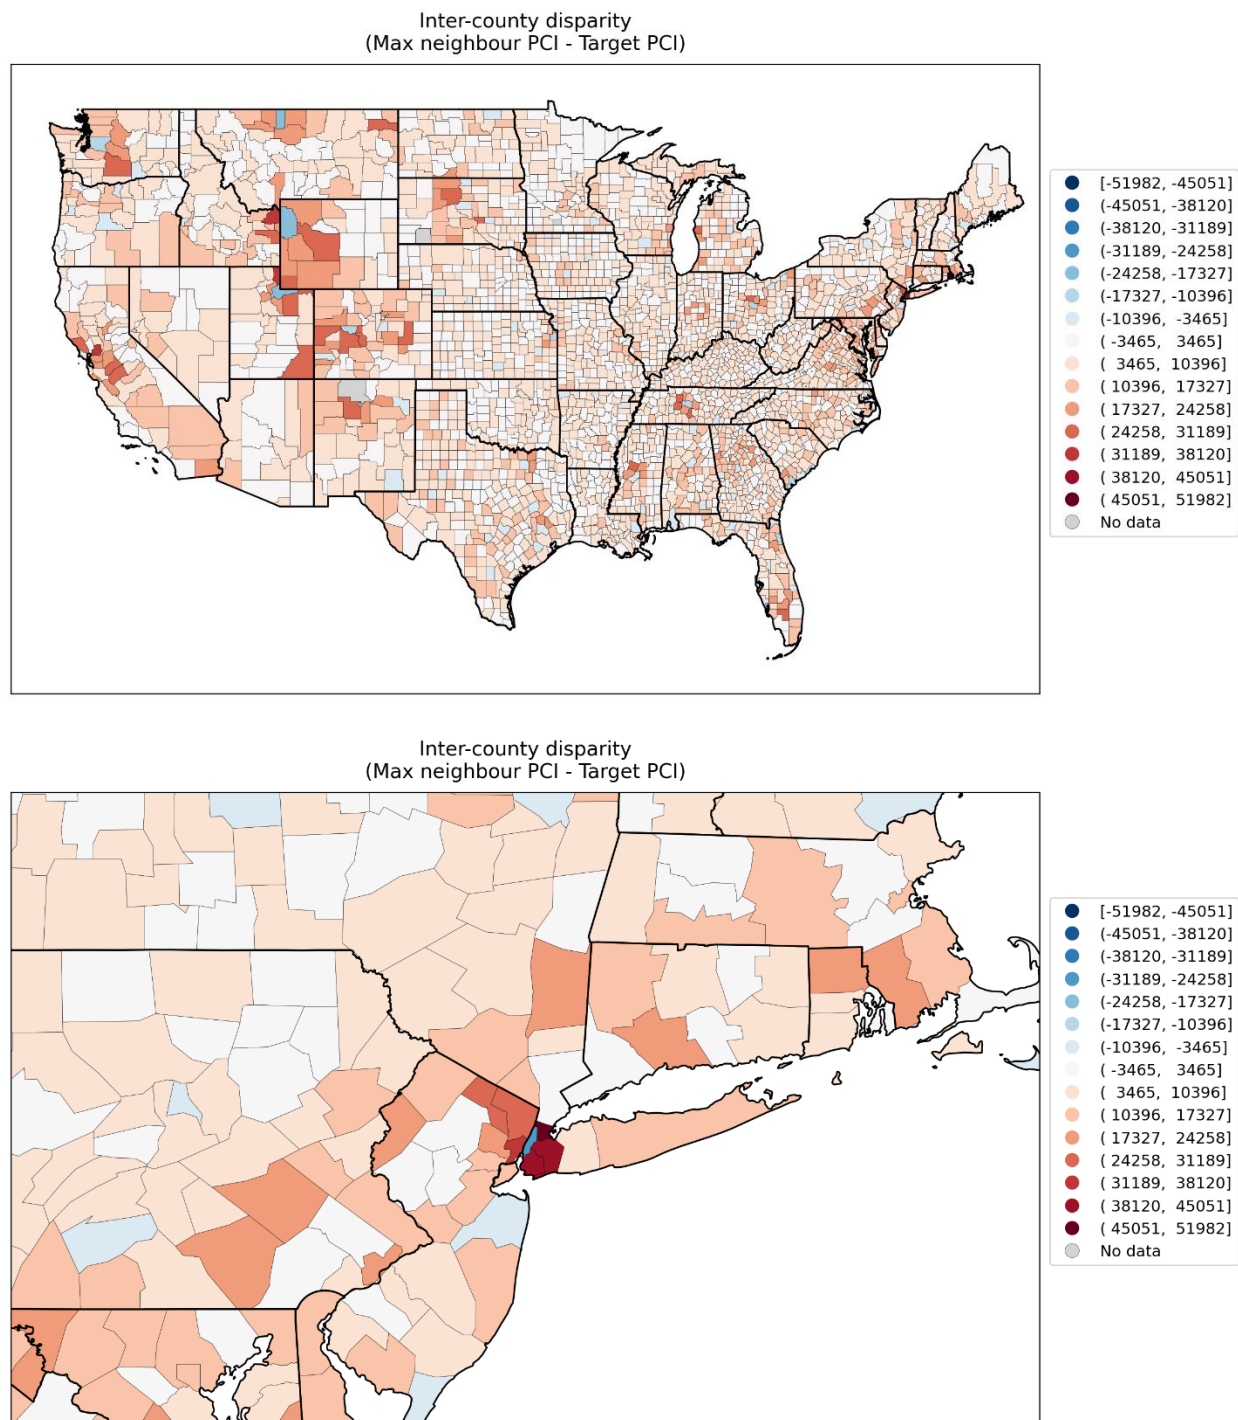 Inter-county disparity
(Max neighbour PCI - Target PCI)
[-51982, -45051]
(-45051, -38120]
(-38120, -31189]
(-31189, -24258]
(-24258, -17327]
(-17327, -10396]
(-10396, -3465]
( -3465, 3465]
( 3465, 10396]
( 10396, 17327]
( 17327, 24258]
( 24258, 31189]
( 31189, 38120]
( 38120, 45051]
( 45051, 51982]
No data
Inter-county disparity
(Max neighbour PCI - Target PCI)
[-51982, -45051]
(-45051, -38120]
(-38120, -31189]
(-31189, -24258]
(-24258, -17327]
(-17327, -10396]
(-10396, -3465]
( -3465, 3465]
( 3465, 10396]
( 10396, 17327]
( 17327, 24258]
( 24258, 31189]
( 31189, 38120]
( 38120, 45051]
( 45051, 51982]
No data